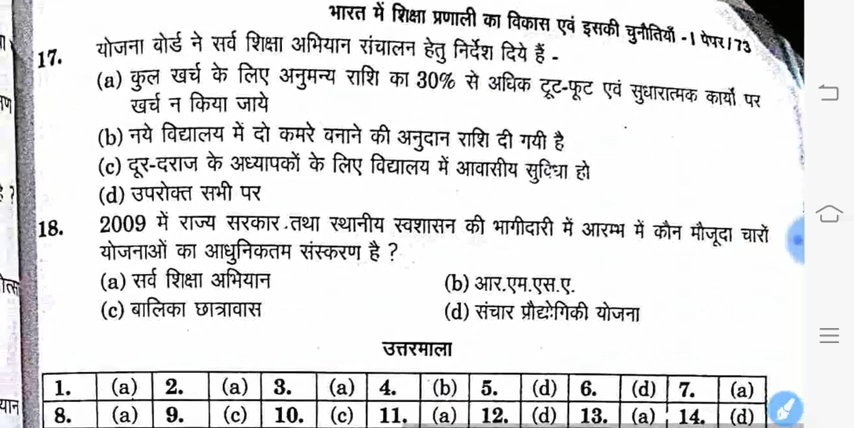 भारत में शिक्षा प्रणाली का विकास एवं इसकी चुनौतियाँ -I पेपर/73
17. योजना बोर्ड ने सर्व शिक्षा अभियान संचालन हेतु निर्देश दिये हैं -
(a) कुल खर्च के लिए अनुमन्य राशि का 30% से अधिक टूट-फूट एवं सुधारात्मक कार्यों पर
खर्च न किया जाये
(b) नये विद्यालय में दो कमरे बनाने की अनुदान राशि दी गयी है
(c) दूर-दराज के अध्यापकों के लिए विद्यालय में आवासीय सुविधा हो
(d) उपरोक्त सभी पर
18. 2009 में राज्य सरकार तथा स्थानीय स्वशासन की भागीदारी में आरम्भ में कौन मौजूदा चारों
योजनाओं का आधुनिकतम संस्करण है ?
(a) सर्व शिक्षा अभियान (b) आर.एम.एस.ए.
(c) बालिका छात्रावास (d) संचार प्रौद्योगिकी योजना
उत्तरमाला
1. (a) 2. (a) 3. (a) 4. (b) 5. (d) 6. (d) 7. (a)
8. (a) 9. (c) 10. (c) 11. (a) 12. (d) 13. (a) 14. (d)